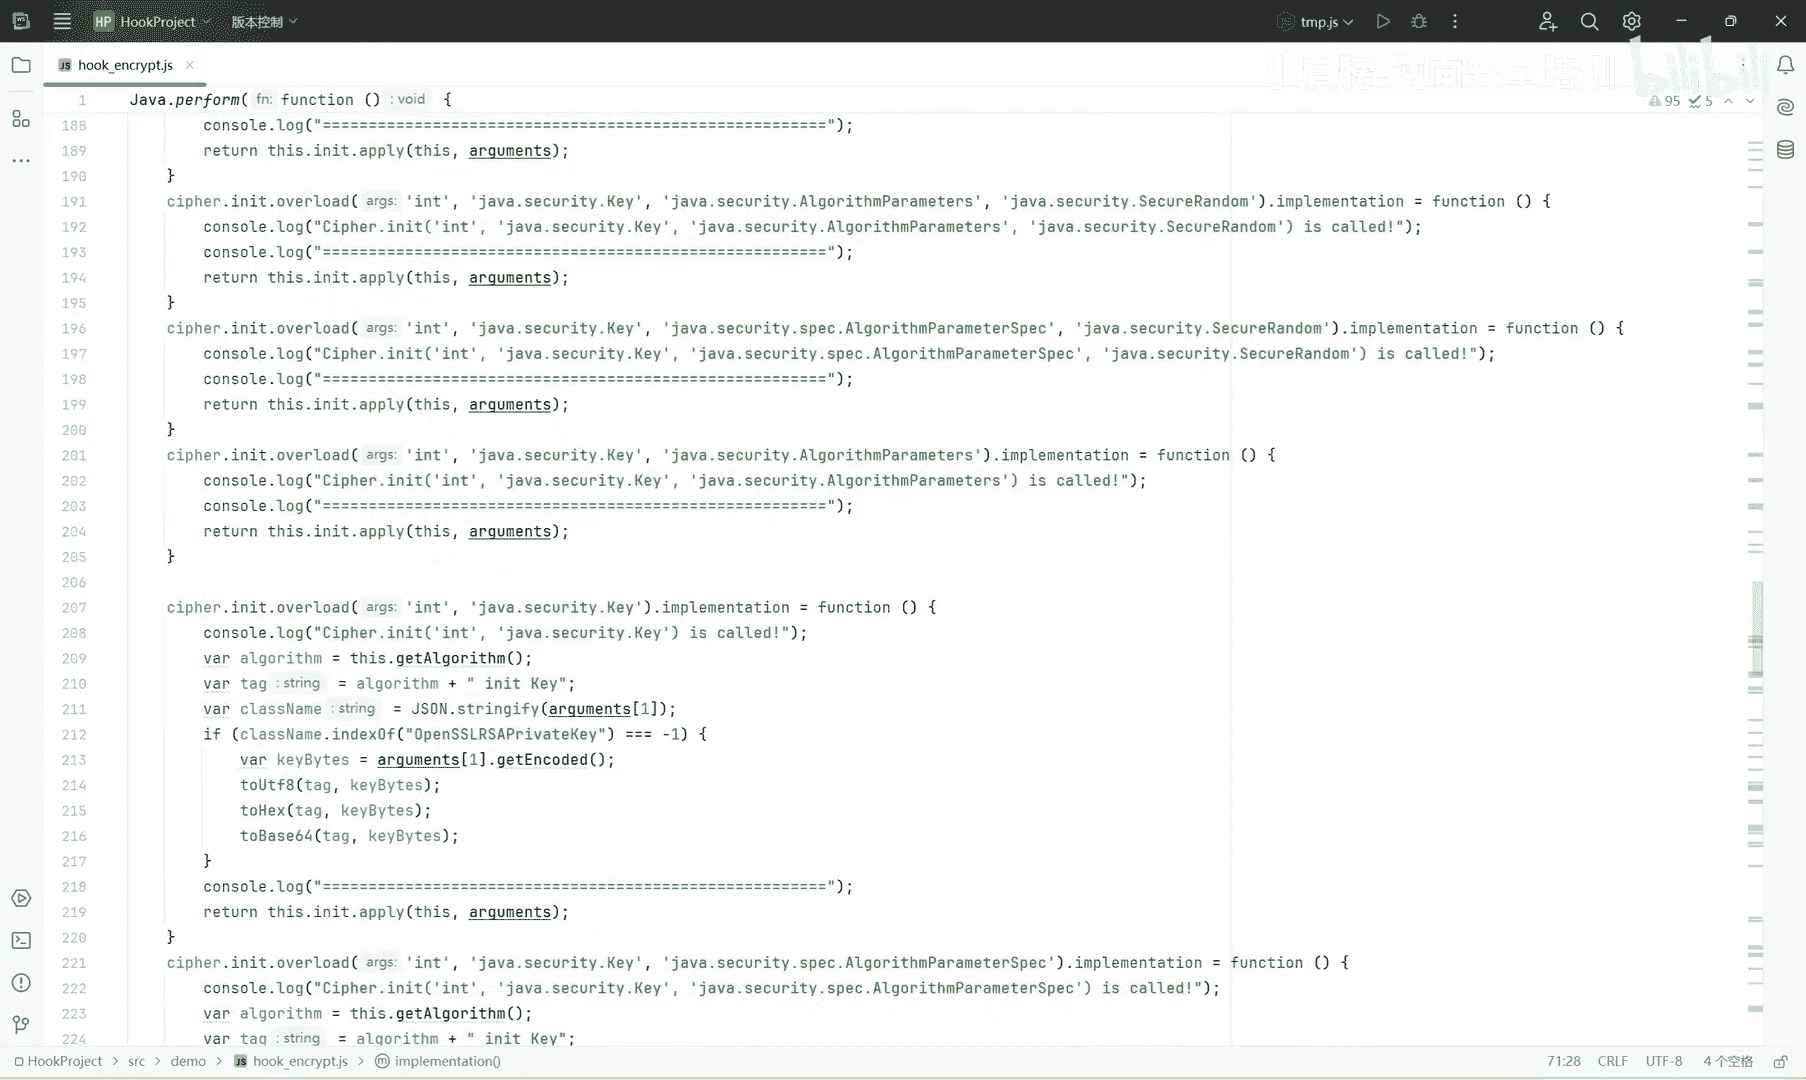 HP HookProject 版本控制 tmp.js
hook_encrypt.js
bilibili
95 5
1 Java.perform( fn: function () : void {
188 console.log("=======================================================");
189 return this.init.apply(this, arguments);
190 }
191 cipher.init.overload( args: 'int', 'java.security.Key', 'java.security.AlgorithmParameters', 'java.security.SecureRandom').implementation = function () {
192 console.log("Cipher.init('int', 'java.security.Key', 'java.security.AlgorithmParameters', 'java.security.SecureRandom') is called!");
193 console.log("=======================================================");
194 return this.init.apply(this, arguments);
195 }
196 cipher.init.overload( args: 'int', 'java.security.Key', 'java.security.spec.AlgorithmParameterSpec', 'java.security.SecureRandom').implementation = function () {
197 console.log("Cipher.init('int', 'java.security.Key', 'java.security.spec.AlgorithmParameterSpec', 'java.security.SecureRandom') is called!");
198 console.log("=======================================================");
199 return this.init.apply(this, arguments);
200 }
201 cipher.init.overload( args: 'int', 'java.security.Key', 'java.security.AlgorithmParameters').implementation = function () {
202 console.log("Cipher.init('int', 'java.security.Key', 'java.security.AlgorithmParameters') is called!");
203 console.log("=======================================================");
204 return this.init.apply(this, arguments);
205 }
206
207 cipher.init.overload( args: 'int', 'java.security.Key').implementation = function () {
208 console.log("Cipher.init('int', 'java.security.Key') is called!");
209 var algorithm = this.getAlgorithm();
210 var tag : string = algorithm + " init Key";
211 var className : string = JSON.stringify(arguments[1]);
212 if (className.indexOf("OpenSSLRSAPrivateKey") === -1) {
213 var keyBytes = arguments[1].getEncoded();
214 toUtf8(tag, keyBytes);
215 toHex(tag, keyBytes);
216 toBase64(tag, keyBytes);
217 }
218 console.log("=======================================================");
219 return this.init.apply(this, arguments);
220 }
221 cipher.init.overload( args: 'int', 'java.security.Key', 'java.security.spec.AlgorithmParameterSpec').implementation = function () {
222 console.log("Cipher.init('int', 'java.security.Key', 'java.security.spec.AlgorithmParameterSpec') is called!");
223 var algorithm = this.getAlgorithm();
224 var tag : string = algorithm + " init Key";
HookProject > src > demo > hook_encrypt.js > implementation() 71:28 CRLF UTF-8 4 个空格